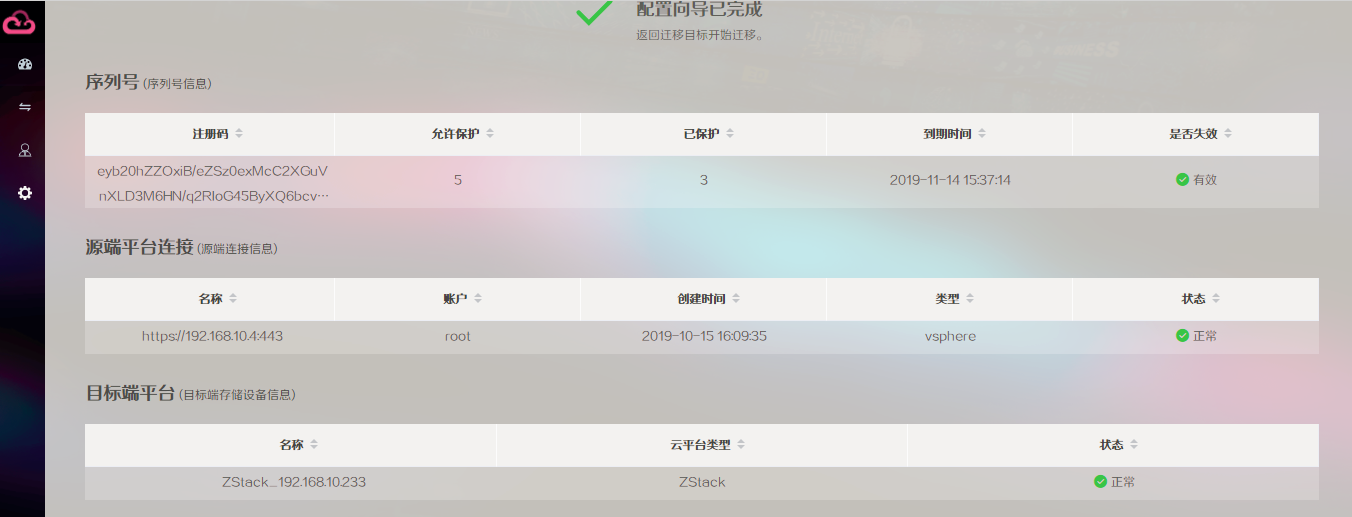 配置向导已完成
返回迁移目标开始迁移。
序列号 (序列号信息)
注册码 允许保护 已保护 到期时间 是否失效
eyb20hZZOxiB/eZSz0exMcC2XGuV
nXLD3M6HN/q2RIoG45ByXQ6bcv…
5 3 2019-11-14 15:37:14 有效
源端平台连接 (源端连接信息)
名称 账户 创建时间 类型 状态
https://192.168.10.4:443 root 2019-10-15 16:09:35 vsphere 正常
目标端平台 (目标端存储设备信息)
名称 云平台类型 状态
ZStack_192.168.10.233 ZStack 正常